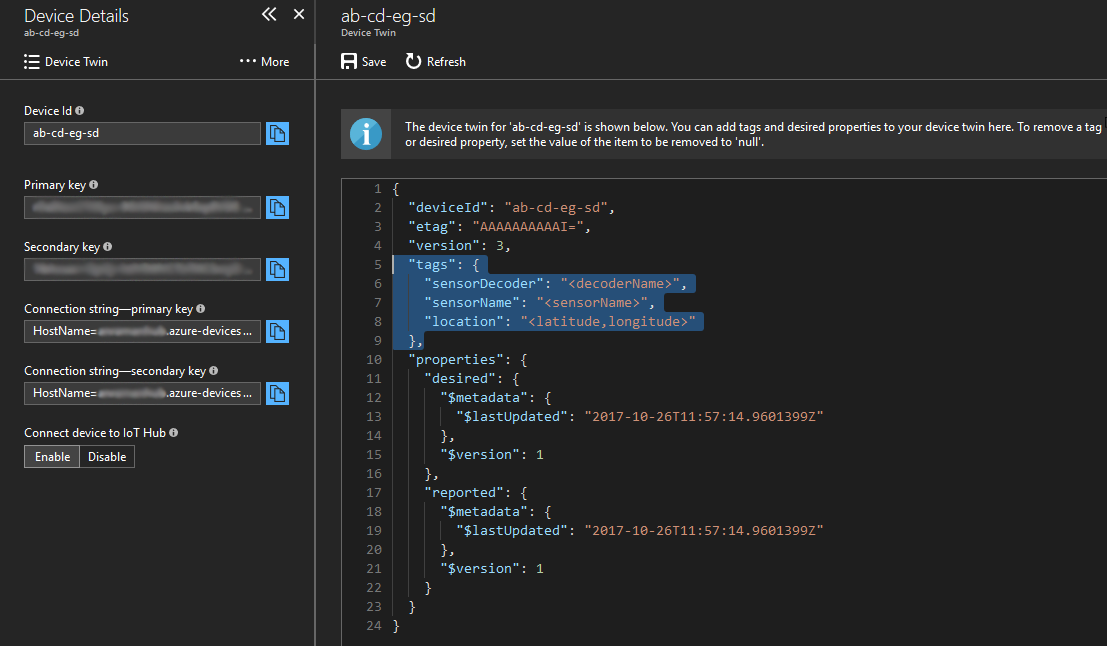 Device Details
ab-cd-eg-sd
Device Twin
More
Device Id
ab-cd-eg-sd
Primary key
Secondary key
Connection string—primary key
HostName= .azure-devices...
Connection string—secondary key
HostName= .azure-devices...
Connect device to IoT Hub
Enable Disable
ab-cd-eg-sd
Device Twin
Save Refresh
The device twin for 'ab-cd-eg-sd' is shown below. You can add tags and desired properties to your device twin here. To remove a tag
or desired property, set the value of the item to be removed to 'null'.
1 {
2 "deviceId": "ab-cd-eg-sd",
3 "etag": "AAAAAAAAAAI=",
4 "version": 3,
5 "tags": {
6 "sensorDecoder": "<decoderName>",
7 "sensorName": "<sensorName>",
8 "location": "<latitude,longitude>"
9 },
10 "properties": {
11 "desired": {
12 "$metadata": {
13 "$lastUpdated": "2017-10-26T11:57:14.9601399Z"
14 },
15 "$version": 1
16 },
17 "reported": {
18 "$metadata": {
19 "$lastUpdated": "2017-10-26T11:57:14.9601399Z"
20 },
21 "$version": 1
22 }
23 }
24 }